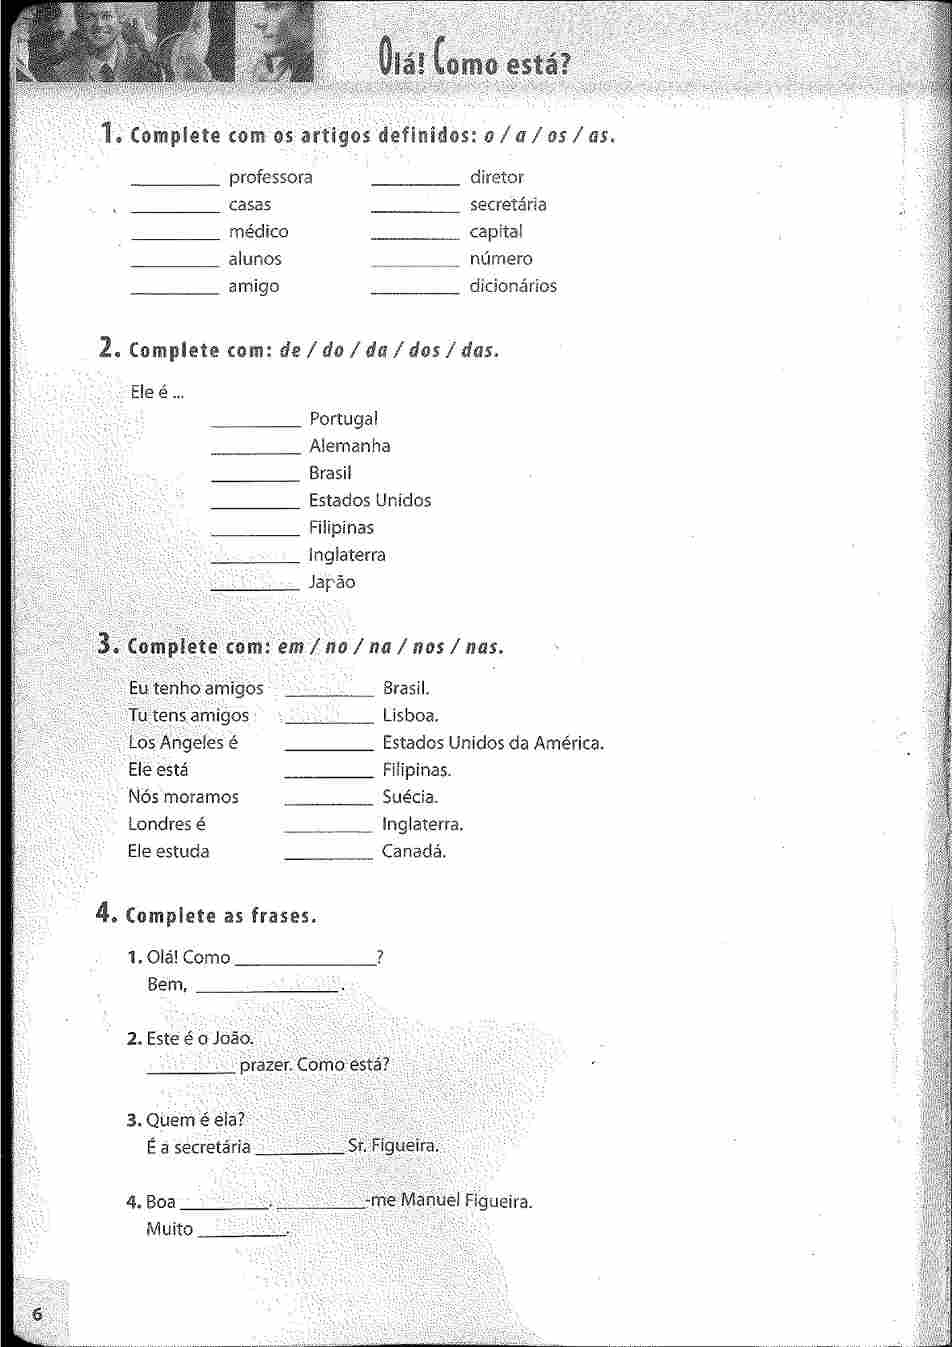 Olá! Como está?
1. Complete com os artigos definidos: o / a / os / as.
_________ professora _________ diretor
_________ casas _________ secretária
_________ médico _________ capital
_________ alunos _________ número
_________ amigo _________ dicionários
2. Complete com: de / do / da / dos / das.
Ele é ...
_________ Portugal
_________ Alemanha
_________ Brasil
_________ Estados Unidos
_________ Filipinas
_________ Inglaterra
_________ Japão
3. Complete com: em / no / na / nos / nas.
Eu tenho amigos _________ Brasil.
Tu tens amigos _________ Lisboa.
Los Angeles é _________ Estados Unidos da América.
Ele está _________ Filipinas.
Nós moramos _________ Suécia.
Londres é _________ Inglaterra.
Ele estuda _________ Canadá.
4. Complete as frases.
1. Olá! Como ______________?
Bem, ______________.
2. Este é o João.
_________ prazer. Como está?
3. Quem é ela?
É a secretária _________ Sr. Figueira.
4. Boa _________. _________-me Manuel Figueira.
Muito _________.
6